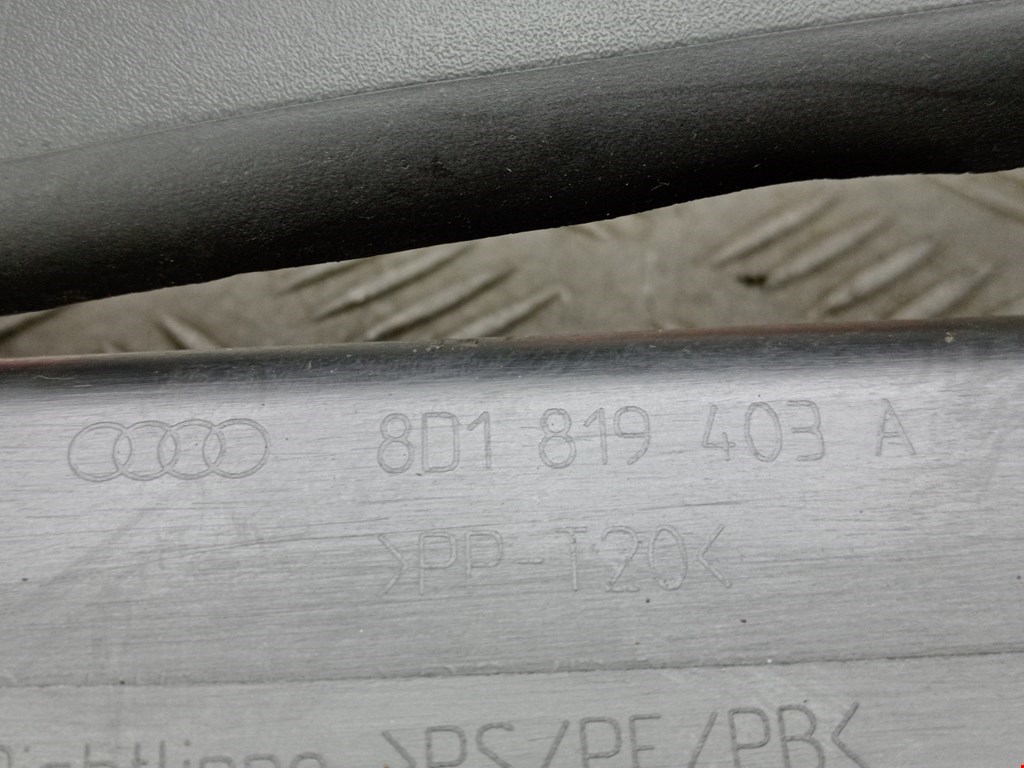 8D1 819 403 A
>PP-T20<
>PS/PE/PB<